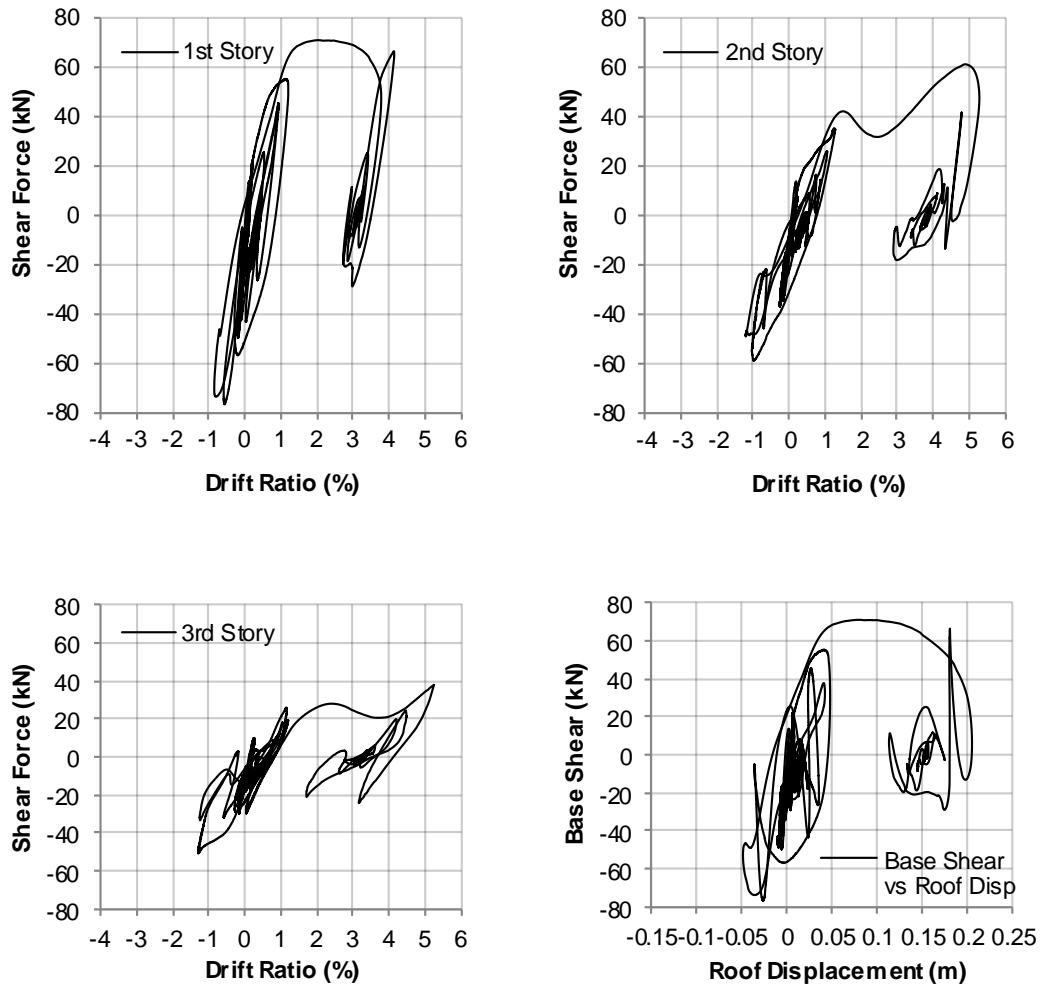 80
60
40
20
0
-20
-40
-60
-80
Shear Force (kN)
1st Story
-4 -3 -2 -1 0 1 2 3 4 5 6
Drift Ratio (%)
80
60
40
20
0
-20
-40
-60
-80
Shear Force (kN)
2nd Story
-4 -3 -2 -1 0 1 2 3 4 5 6
Drift Ratio (%)
80
60
40
20
0
-20
-40
-60
-80
Shear Force (kN)
3rd Story
-4 -3 -2 -1 0 1 2 3 4 5 6
Drift Ratio (%)
80
60
40
20
0
-20
-40
-60
-80
Base Shear (kN)
Base Shear
vs Roof Disp
-0.15-0.1-0.05 0 0.05 0.1 0.15 0.2 0.25
Roof Displacement (m)